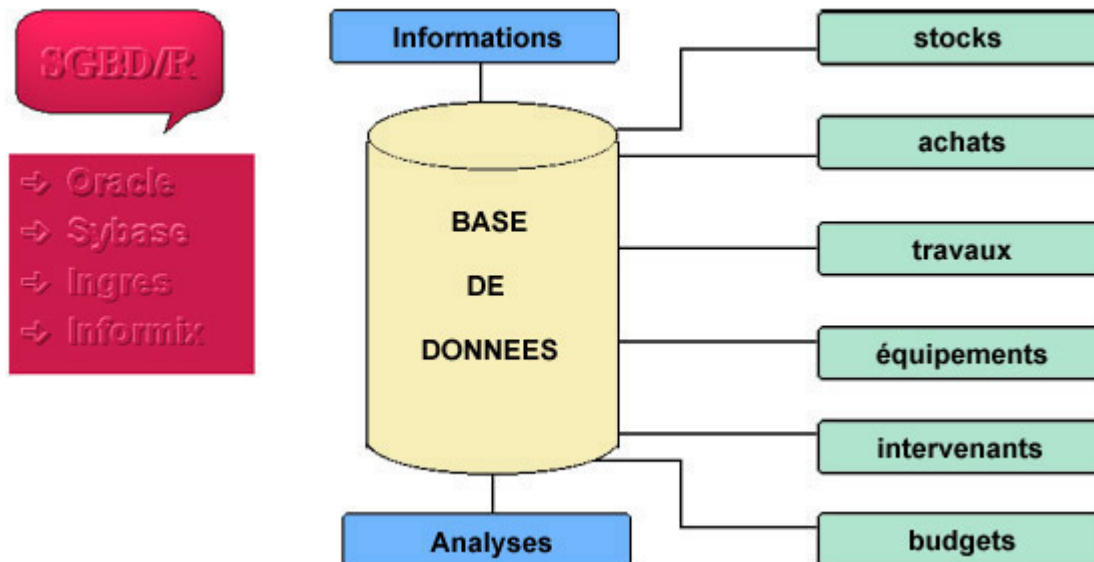 SGBD/R
⇨ Oracle
⇨ Sybase
⇨ Ingres
⇨ Informix
Informations
BASE
DE
DONNEES
Analyses
stocks
achats
travaux
équipements
intervenants
budgets